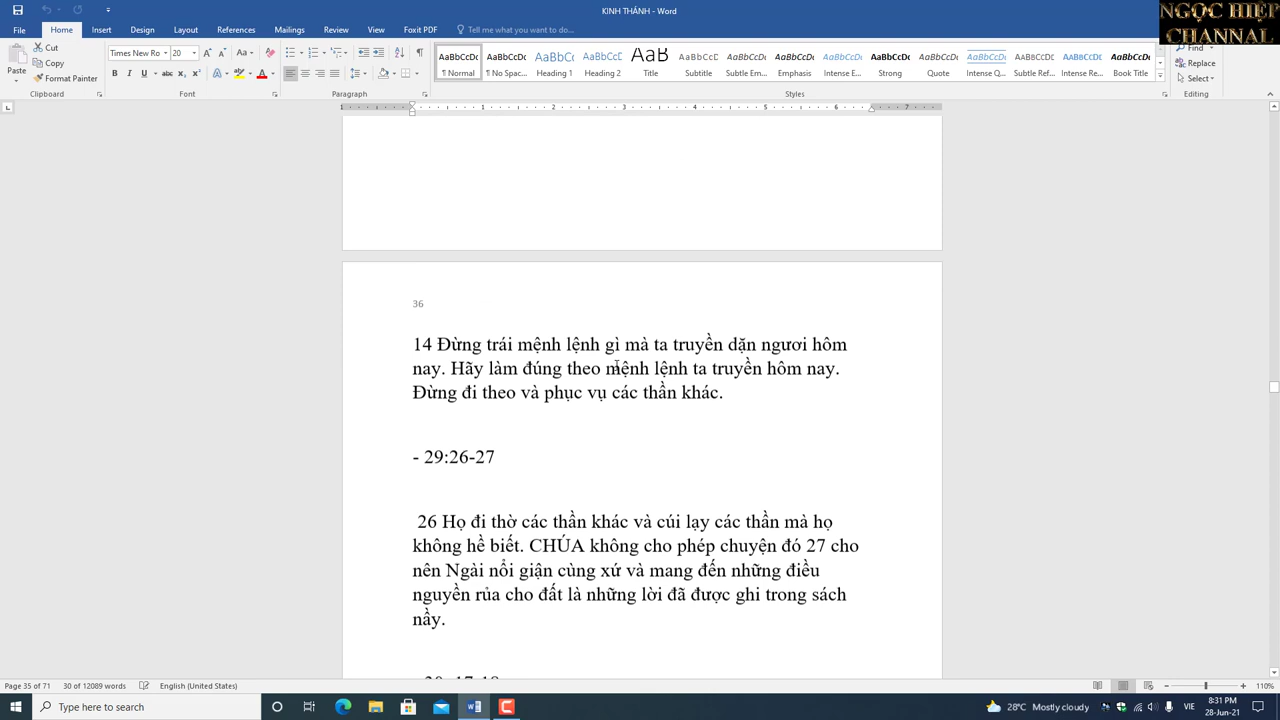 KINH THÁNH - Word
NGỌC HIỆP
CHANNAL
File Home Insert Design Layout References Mailings Review View Foxit PDF Tell me what you want to do...
Paste
Cut
Copy
Format Painter
Clipboard
Times New Ro 20
Font
Paragraph
AaBbCcDc AaBbCcDc AaBbCc AaBbCcC AaB AaBbCcD AaBbCcDc AaBbCcDc AaBbCcDc AaBbCcDc AaBbCcDc AaBbCcDc AaBbCcDc AaBbCcDc AaBbCcDc
¶ Normal ¶ No Spac... Heading 1 Heading 2 Title Subtitle Subtle Em... Emphasis Intense E... Strong Quote Intense Q... Subtle Ref... Intense Re... Book Title
Styles
Find
Replace
Select
Editing
1 1 2 3 4 5 6 7
36
14 Đừng trái mệnh lệnh gì mà ta truyền dặn ngươi hôm
nay. Hãy làm đúng theo mệnh lệnh ta truyền hôm nay.
Đừng đi theo và phục vụ các thần khác.
- 29:26-27
26 Họ đi thờ các thần khác và cúi lạy các thần mà họ
không hề biết. CHÚA không cho phép chuyện đó 27 cho
nên Ngài nổi giận cùng xứ và mang đến những điều
nguyền rủa cho đất là những lời đã được ghi trong sách
nầy.
Page 35 of 71 30 of 12089 words English (United States) 110%
Type here to search
28°C Mostly cloudy
VIE
8:31 PM
28-Jun-21